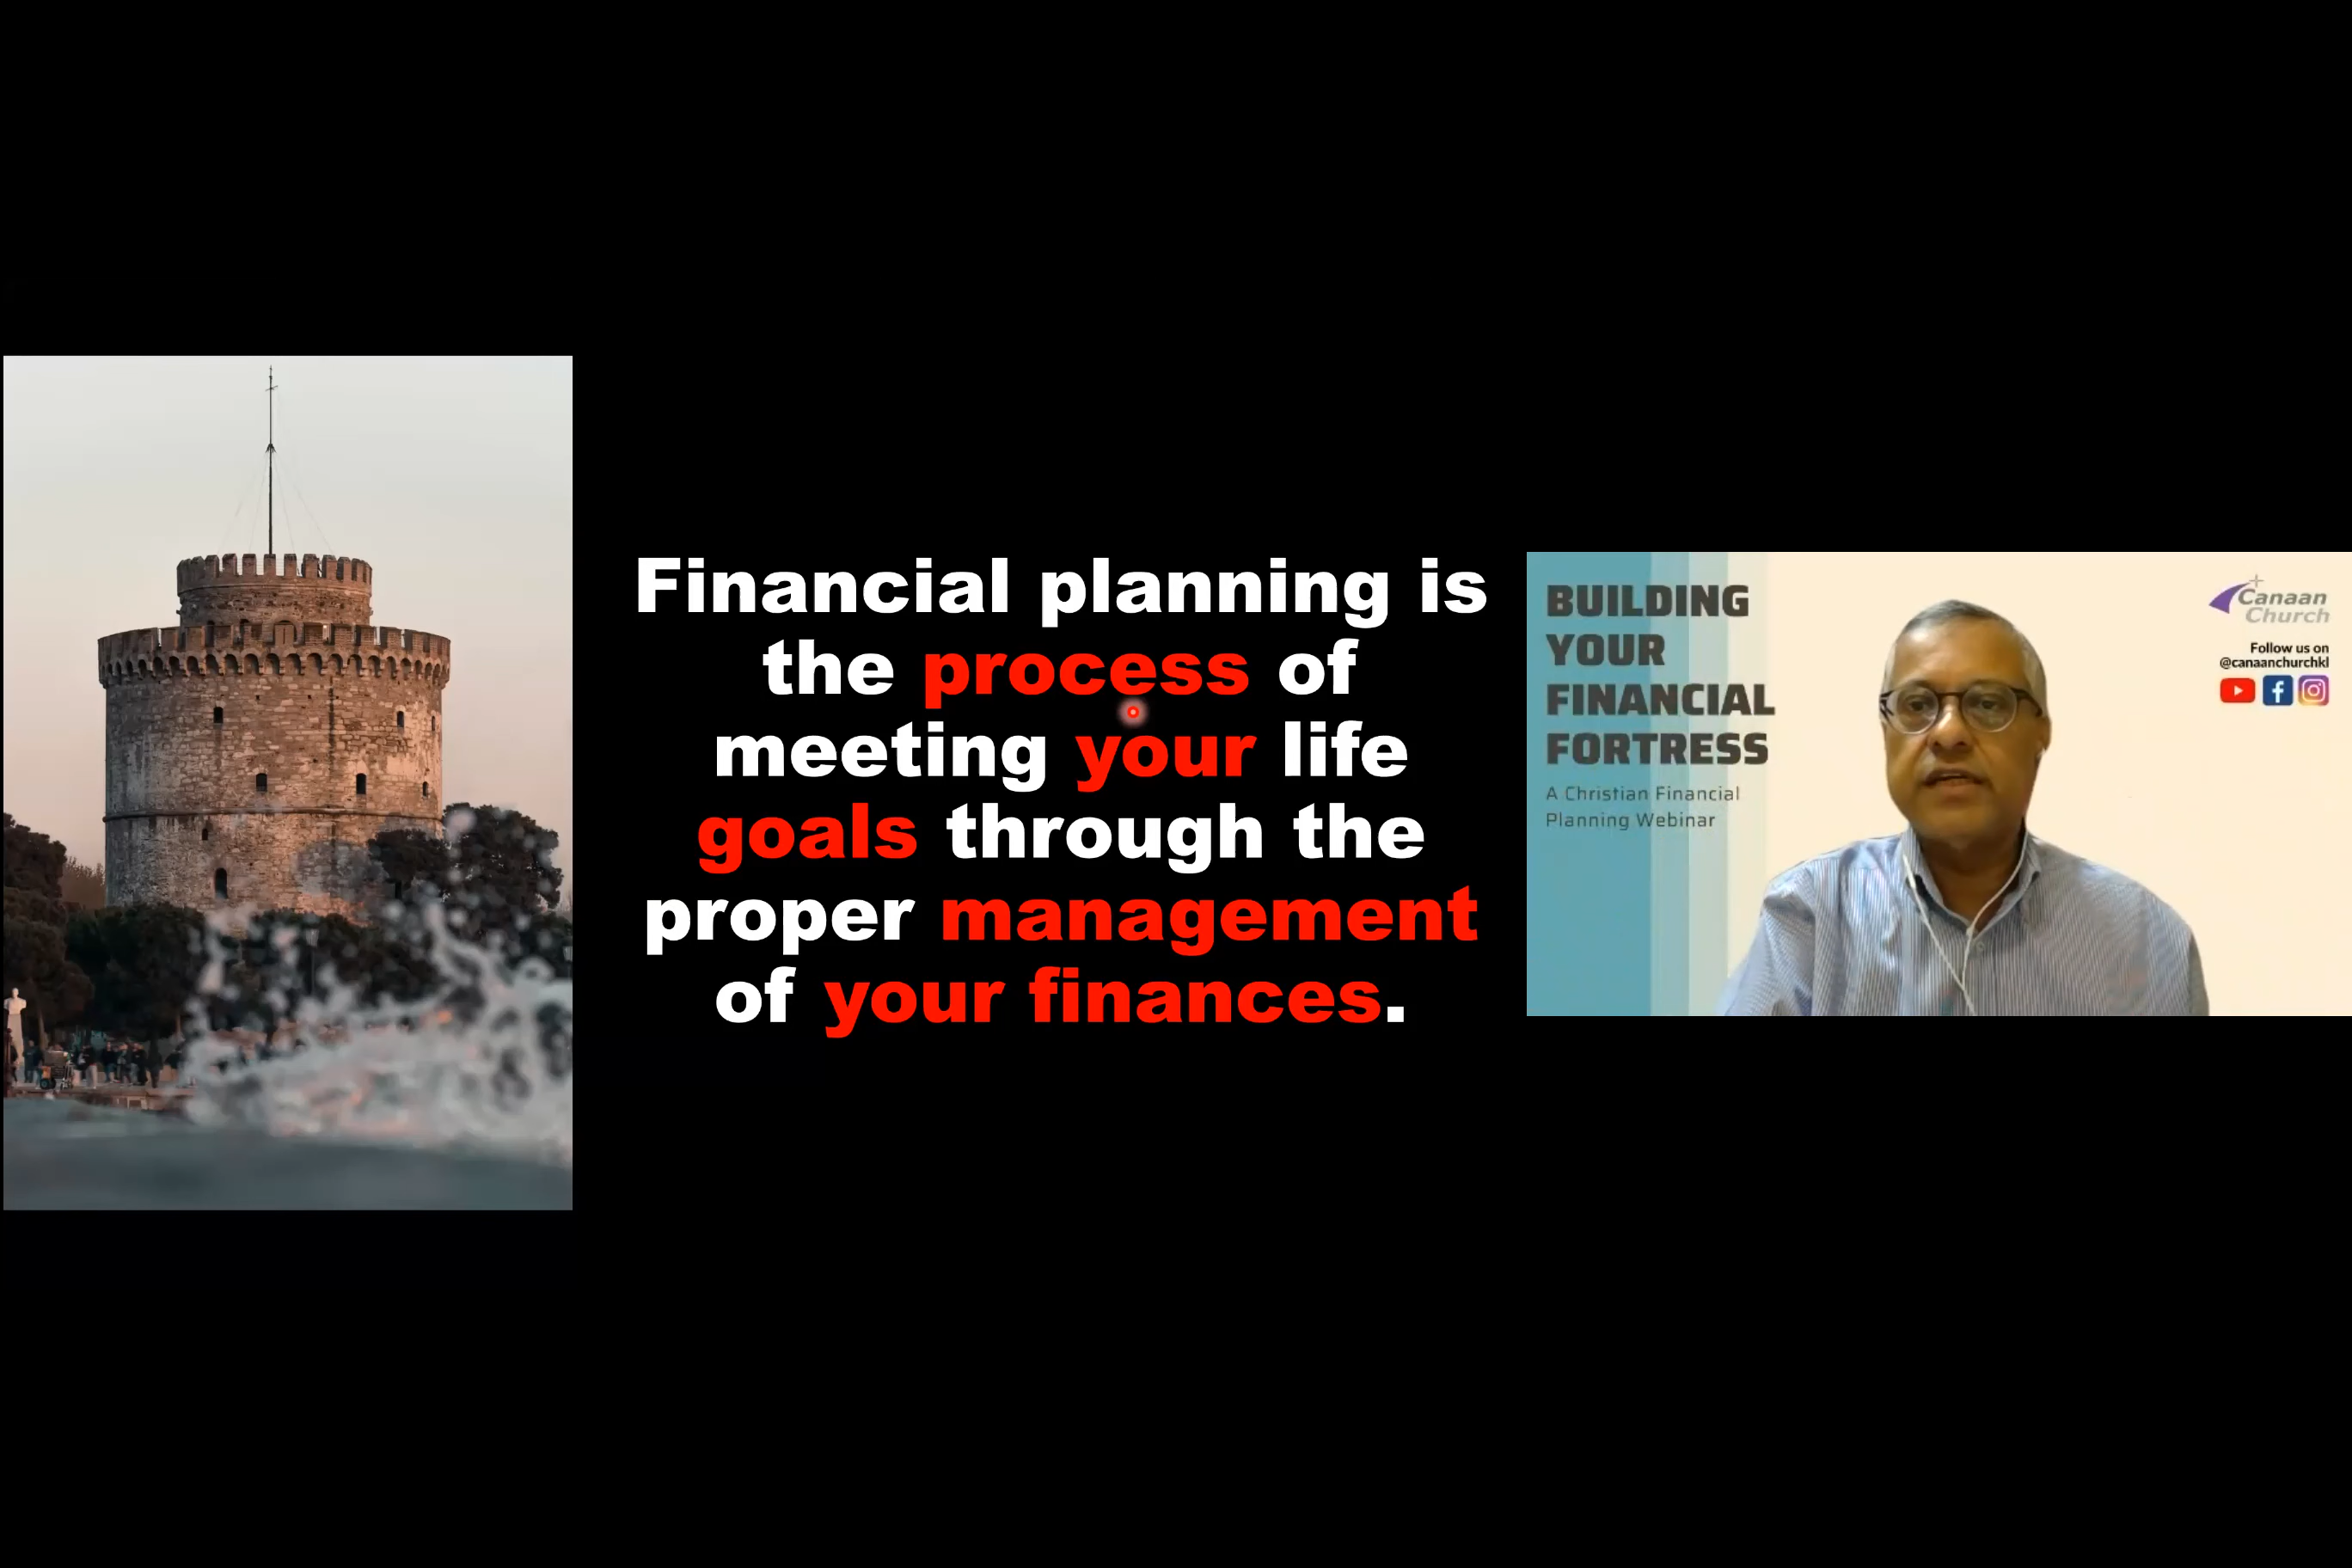 Financial planning is
the process of
meeting your life
goals through the
proper management
of your finances.
BUILDING
YOUR
FINANCIAL
FORTRESS
A Christian Financial
Planning Webinar
Canaan
Church
Follow us on
@canaanchurchkl